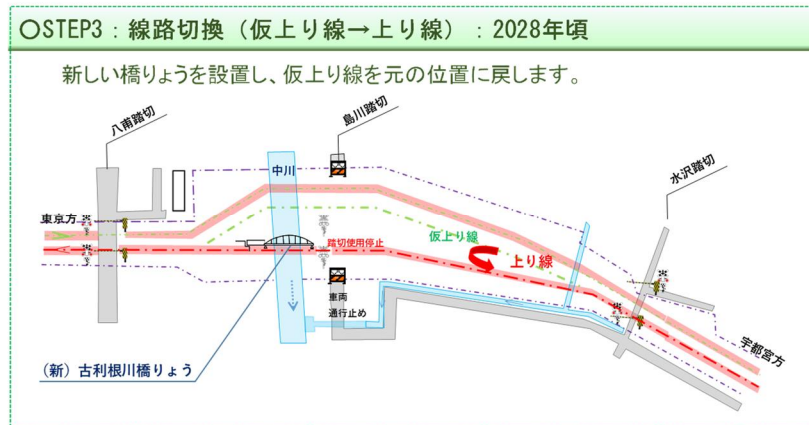 〇STEP3：線路切換（仮上り線→上り線）：2028年頃
新しい橋りょうを設置し、仮上り線を元の位置に戻します。
八甫踏切
島川踏切
水沢踏切
中川
東京方
踏切使用停止
仮上り線
上り線
車両
通行止め
宇都宮方
（新）古利根川橋りょう